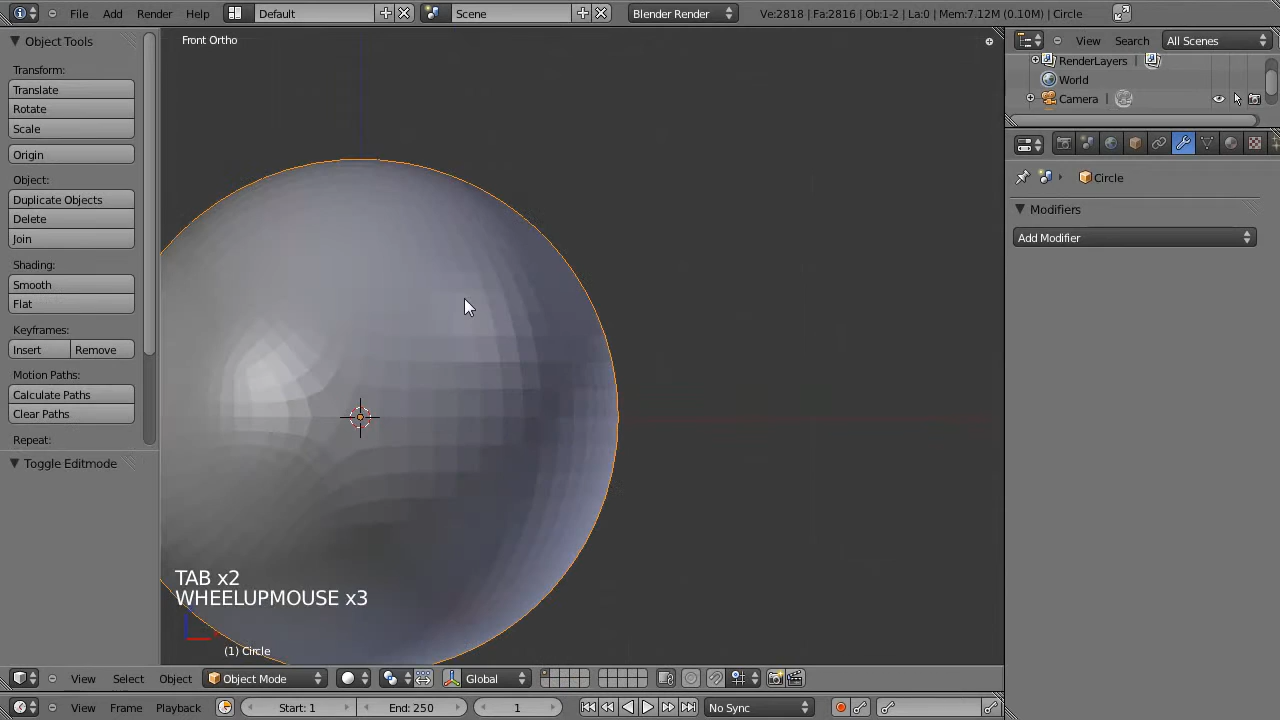 File Add Render Help Default Scene Blender Render Ve:2818 | Fa:2816 | Ob:1-2 | La:0 | Mem:7.12M (0.10M) | Circle
Object Tools
Front Ortho
View Search All Scenes
RenderLayers |
World
Camera |
Transform:
Translate
Rotate
Scale
Origin
Object:
Duplicate Objects
Delete
Join
Shading:
Smooth
Flat
Keyframes:
Insert Remove
Motion Paths:
Calculate Paths
Clear Paths
Repeat:
Toggle Editmode
Circle
Modifiers
Add Modifier
TAB x2
WHEELUPMOUSE x3
(1) Circle
View Select Object Object Mode Global
View Frame Playback Start: 1 End: 250 1 No Sync